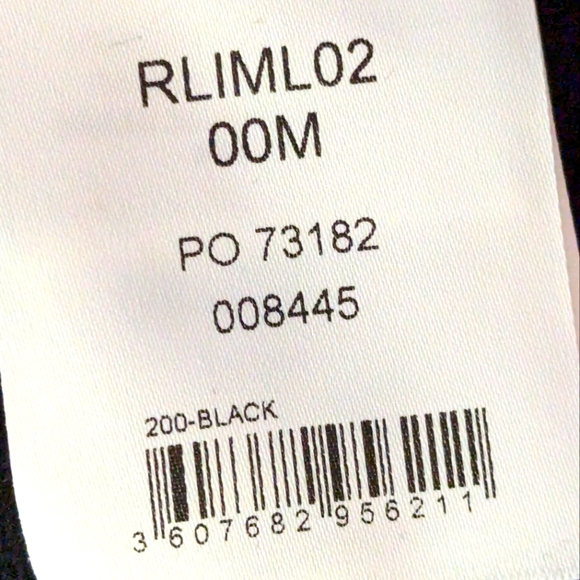 RLIML02
00M
PO 73182
008445
200-BLACK
3 607682 956211